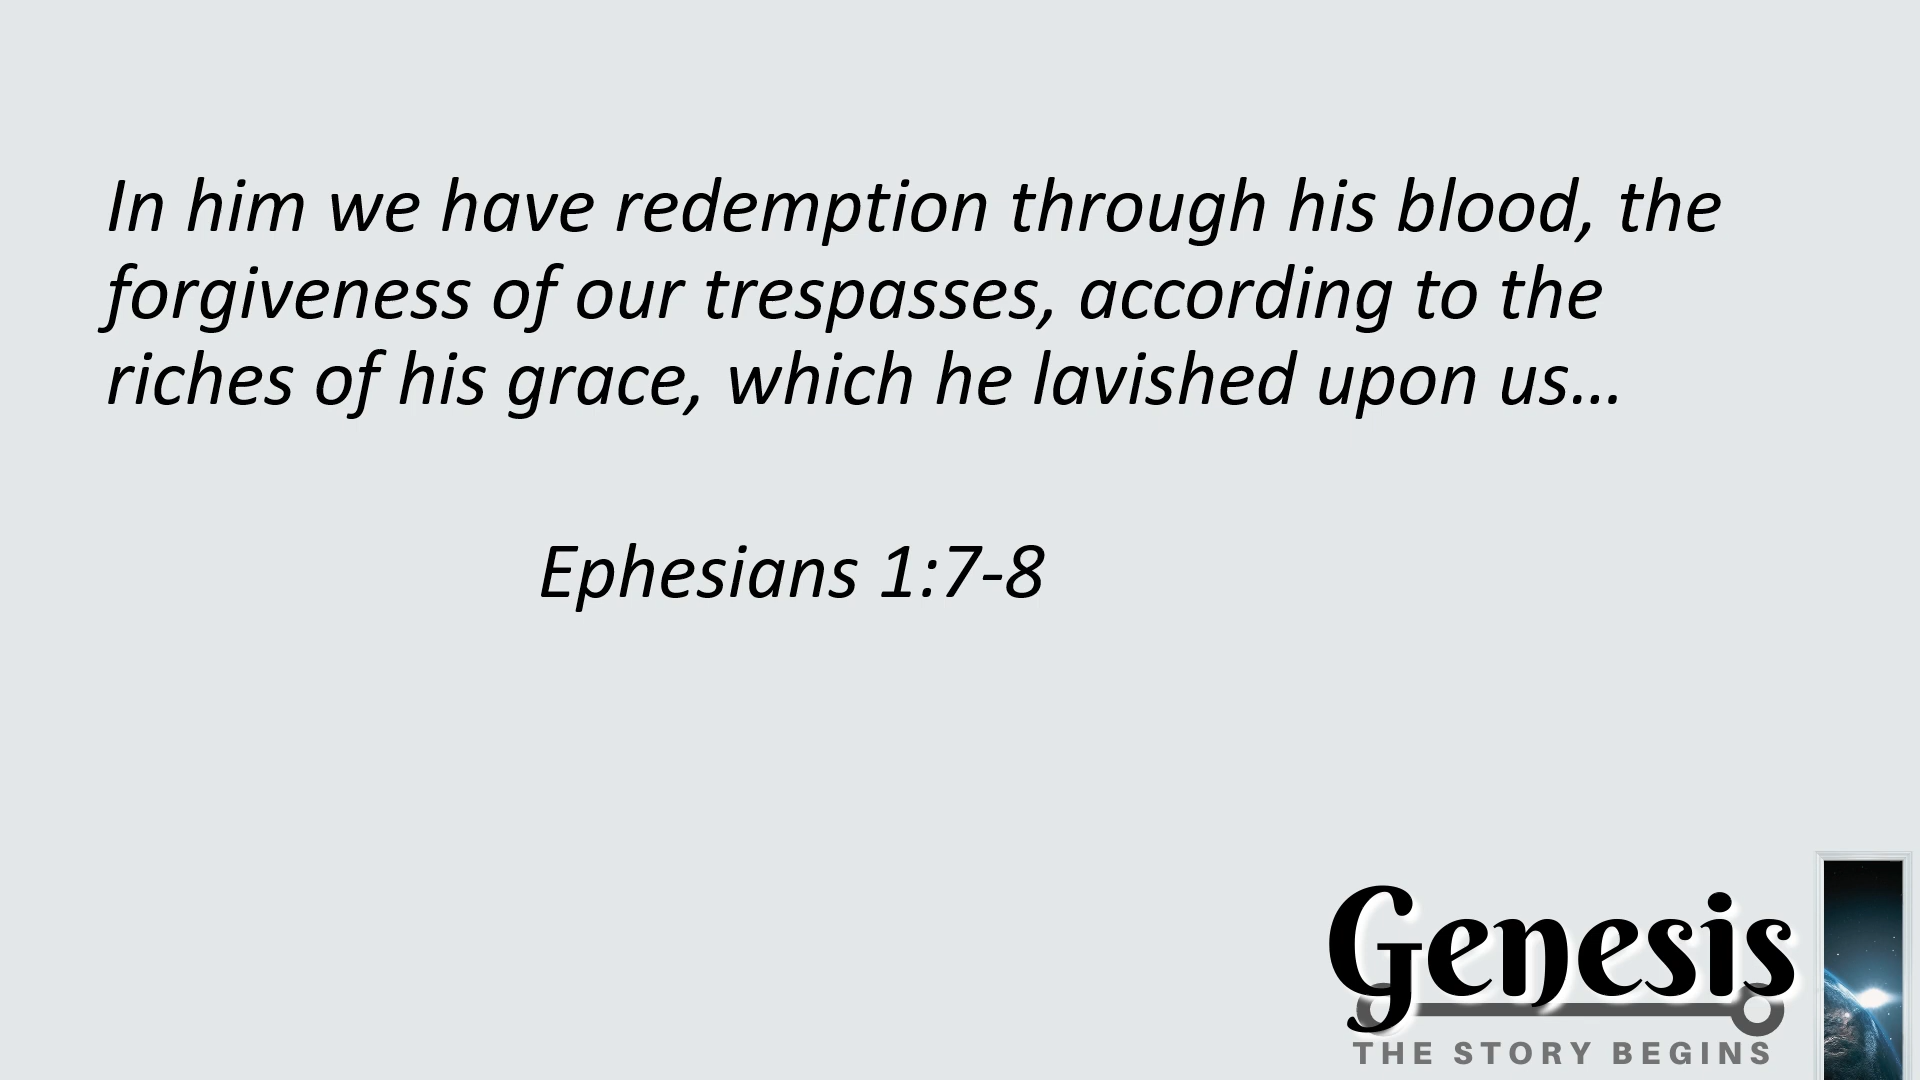 In him we have redemption through his blood, the
forgiveness of our trespasses, according to the
riches of his grace, which he lavished upon us…
Ephesians 1:7-8
Genesis
THE STORY BEGINS